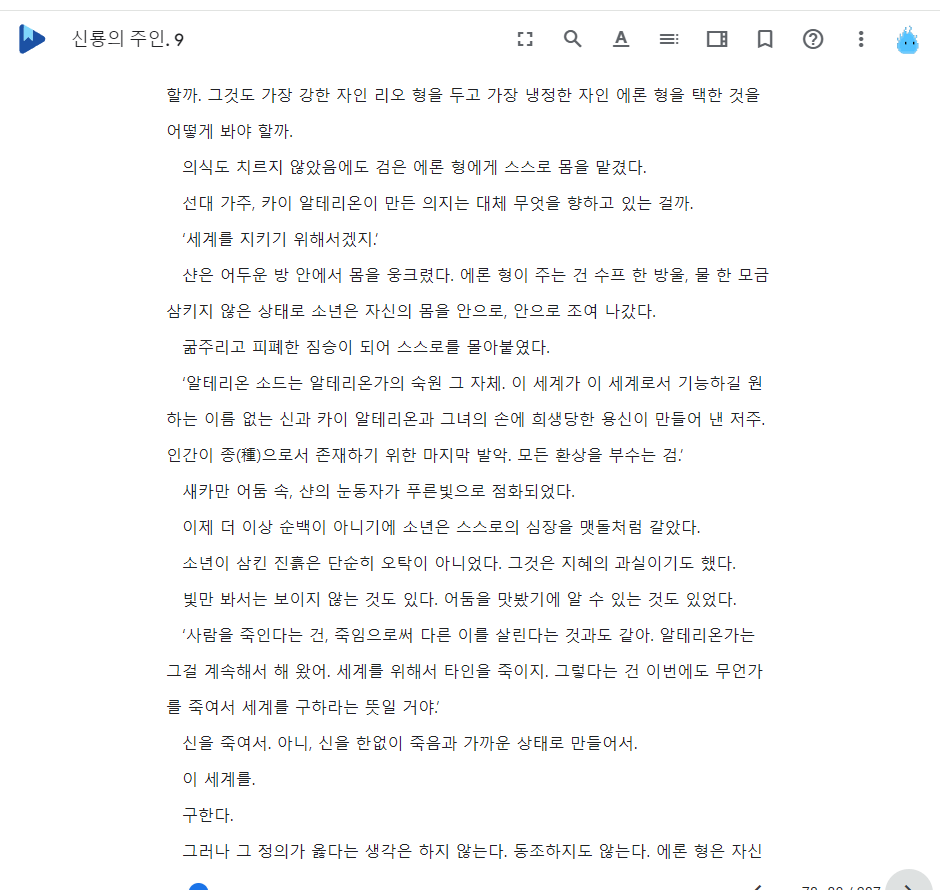 신룡의 주인. 9
할까. 그것도 가장 강한 자인 리오 형을 두고 가장 냉정한 자인 에론 형을 택한 것을
어떻게 봐야 할까.
의식도 치르지 않았음에도 검은 에론 형에게 스스로 몸을 맡겼다.
선대 가주, 카이 알테리온이 만든 의지는 대체 무엇을 향하고 있는 걸까.
‘세계를 지키기 위해서겠지.’
샨은 어두운 방 안에서 몸을 웅크렸다. 에론 형이 주는 건 수프 한 방울, 물 한 모금
삼키지 않은 상태로 소년은 자신의 몸을 안으로, 안으로 조여 나갔다.
굶주리고 피폐한 짐승이 되어 스스로를 몰아붙였다.
‘알테리온 소드는 알테리온가의 숙원 그 자체. 이 세계가 이 세계로서 기능하길 원
하는 이름 없는 신과 카이 알테리온과 그녀의 손에 희생당한 용신이 만들어 낸 저주.
인간이 종(種)으로서 존재하기 위한 마지막 발악. 모든 환상을 부수는 검.’
새카만 어둠 속, 샨의 눈동자가 푸른빛으로 점화되었다.
이제 더 이상 순백이 아니기에 소년은 스스로의 심장을 맷돌처럼 갈았다.
소년이 삼킨 진흙은 단순히 오탁이 아니었다. 그것은 지혜의 과실이기도 했다.
빛만 봐서는 보이지 않는 것도 있다. 어둠을 맛봤기에 알 수 있는 것도 있었다.
‘사람을 죽인다는 건, 죽임으로써 다른 이를 살린다는 것과도 같아. 알테리온가는
그걸 계속해서 해 왔어. 세계를 위해서 타인을 죽이지. 그렇다는 건 이번에도 무언가
를 죽여서 세계를 구하라는 뜻일 거야.’
신을 죽여서. 아니, 신을 한없이 죽음과 가까운 상태로 만들어서.
이 세계를.
구한다.
그러나 그 정의가 옳다는 생각은 하지 않는다. 동조하지도 않는다. 에론 형은 자신